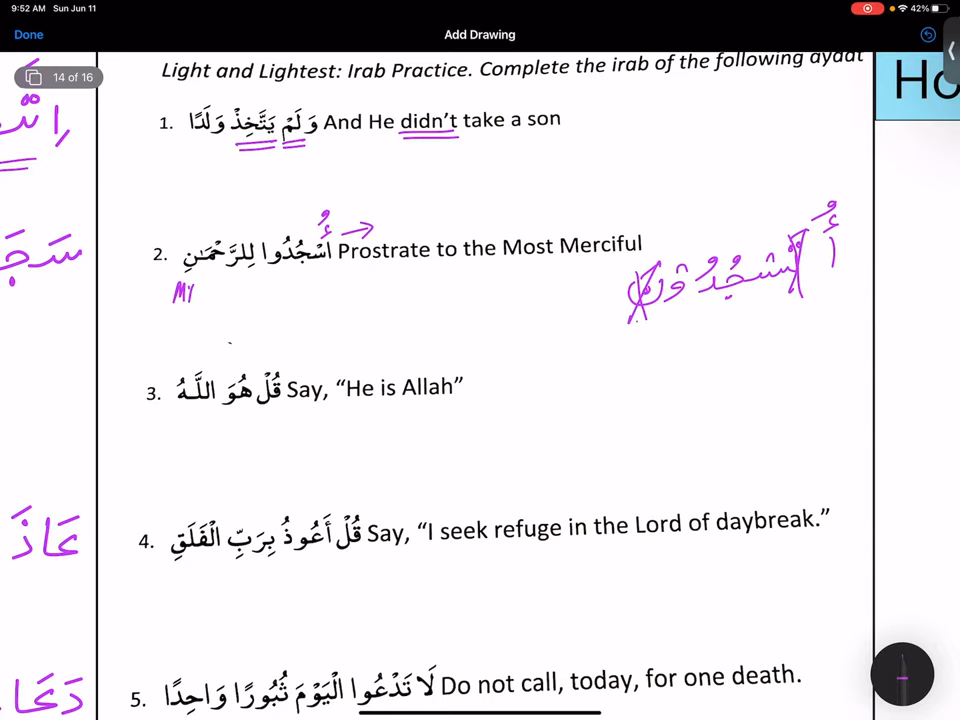 9:52 AM Sun Jun 11 42%
Done Add Drawing
14 of 16
Light and Lightest: Irab Practice. Complete the irab of the following ayaat
Ho
1. وَلَمْ يَتَّخِذْ وَلَدًا And He didn't take a son
2. اُسْجُدُوا لِلرَّحْمَـٰنِ Prostrate to the Most Merciful
3. قُلْ هُوَ اللَّـهُ Say, “He is Allah”
عَاذَ
4. قُلْ أَعُوذُ بِرَبِّ الْفَلَقِ Say, “I seek refuge in the Lord of daybreak.”
دَعَا
5. لَا تَدْعُوا الْيَوْمَ ثُبُورًا وَاحِدًا Do not call, today, for one death.